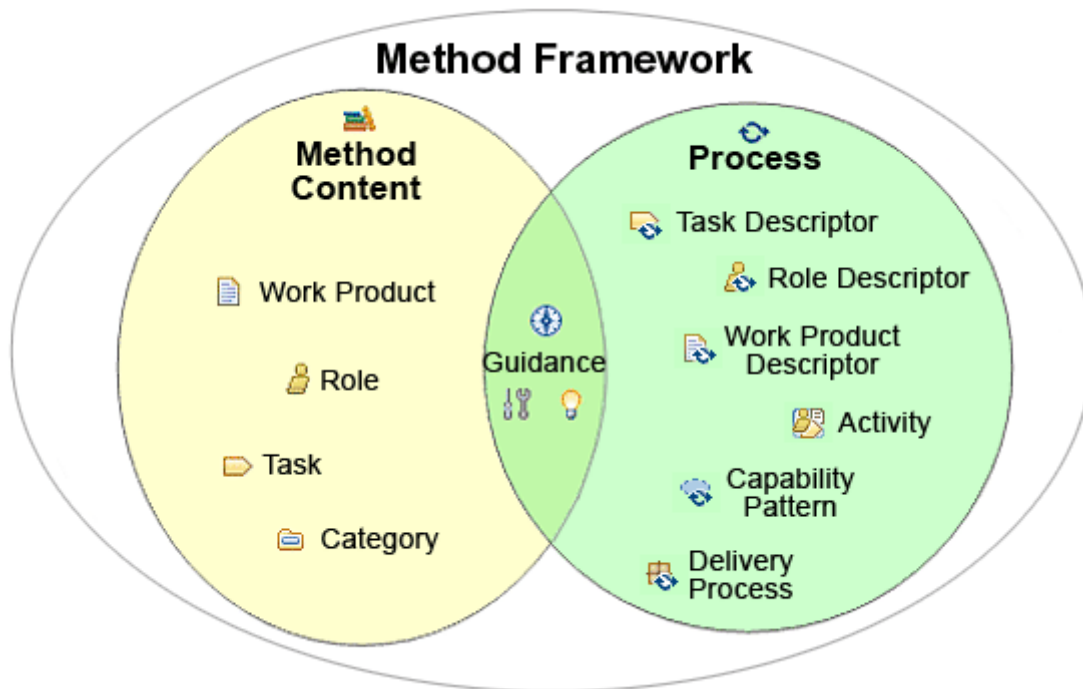 Method Framework
Method
Content
Work Product
Role
Task
Category
Guidance
Process
Task Descriptor
Role Descriptor
Work Product
Descriptor
Activity
Capability
Pattern
Delivery
Process